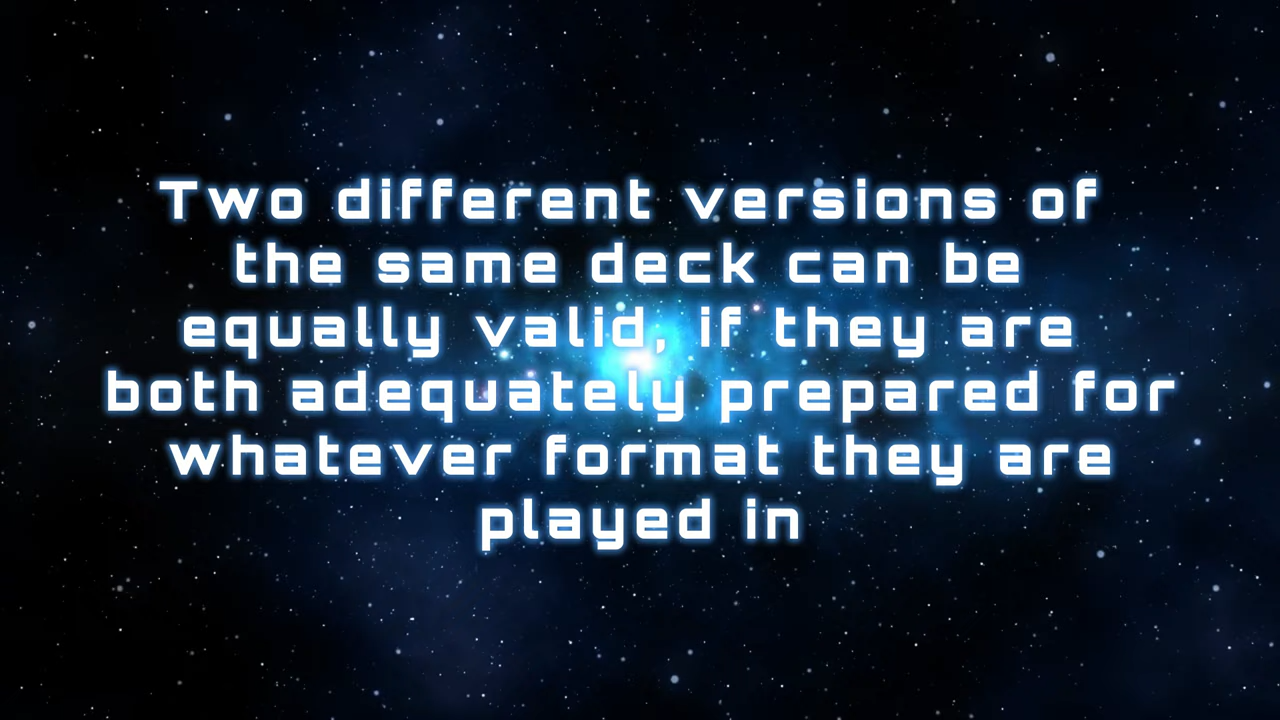 Two different versions of
the same deck can be
equally valid, if they are
both adequately prepared for
whatever format they are
played in